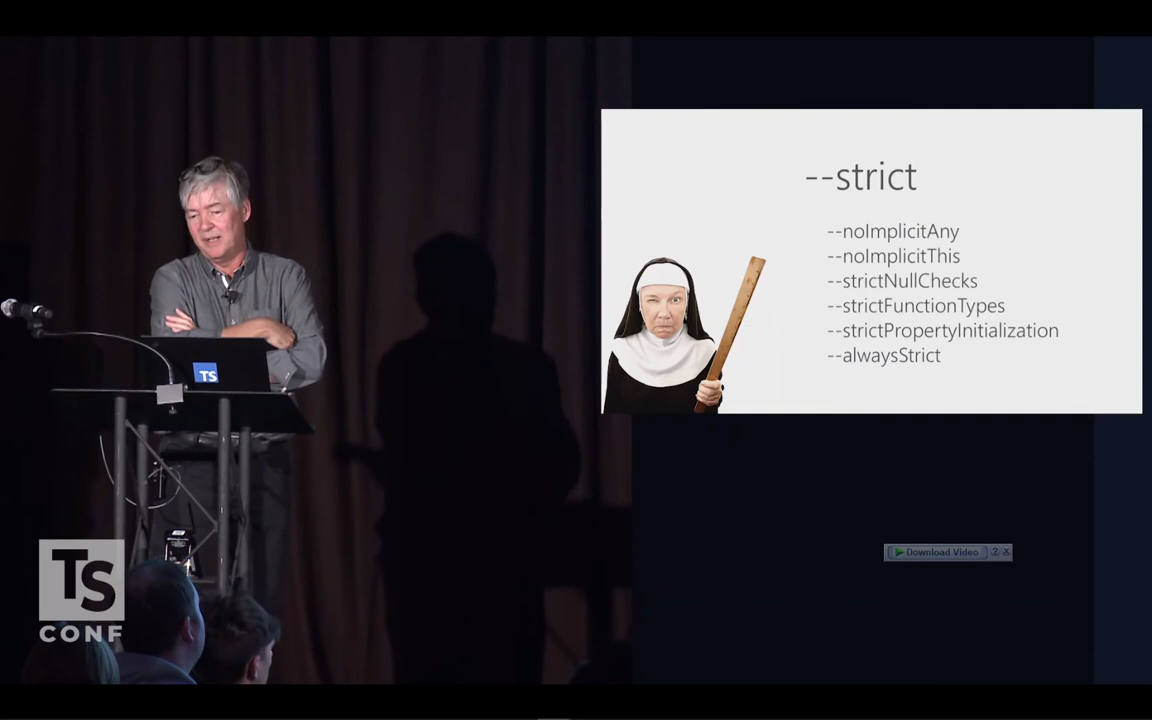 --strict
--noImplicitAny
--noImplicitThis
--strictNullChecks
--strictFunctionTypes
--strictPropertyInitialization
--alwaysStrict
TS
Download Video ? X
TS
CONF